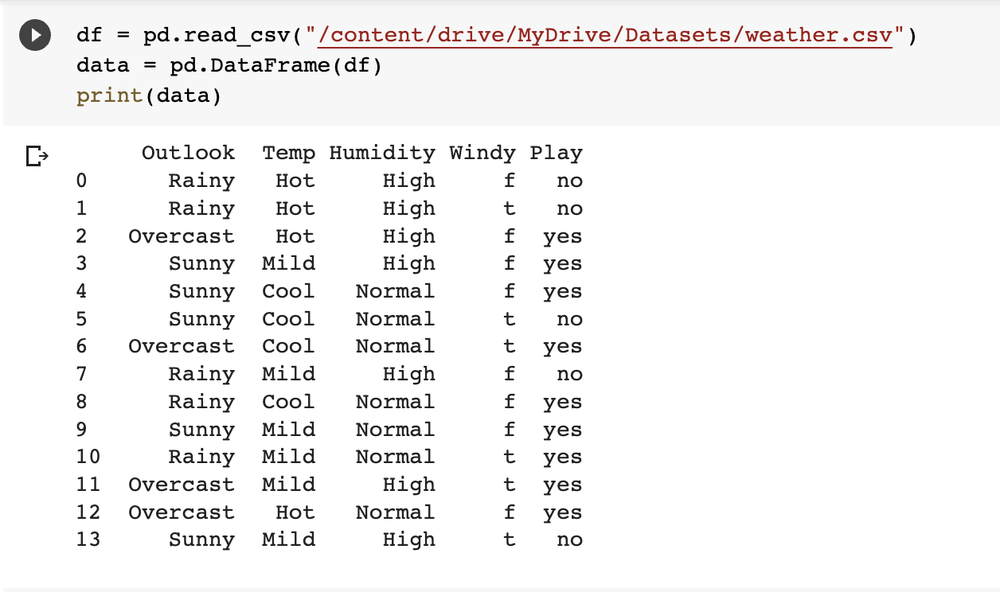 df = pd.read_csv("/content/drive/MyDrive/Datasets/weather.csv")
data = pd.DataFrame(df)
print(data)
Outlook Temp Humidity Windy Play
0 Rainy Hot High f no
1 Rainy Hot High t no
2 Overcast Hot High f yes
3 Sunny Mild High f yes
4 Sunny Cool Normal f yes
5 Sunny Cool Normal t no
6 Overcast Cool Normal t yes
7 Rainy Mild High f no
8 Rainy Cool Normal f yes
9 Sunny Mild Normal f yes
10 Rainy Mild Normal t yes
11 Overcast Mild High t yes
12 Overcast Hot Normal f yes
13 Sunny Mild High t no